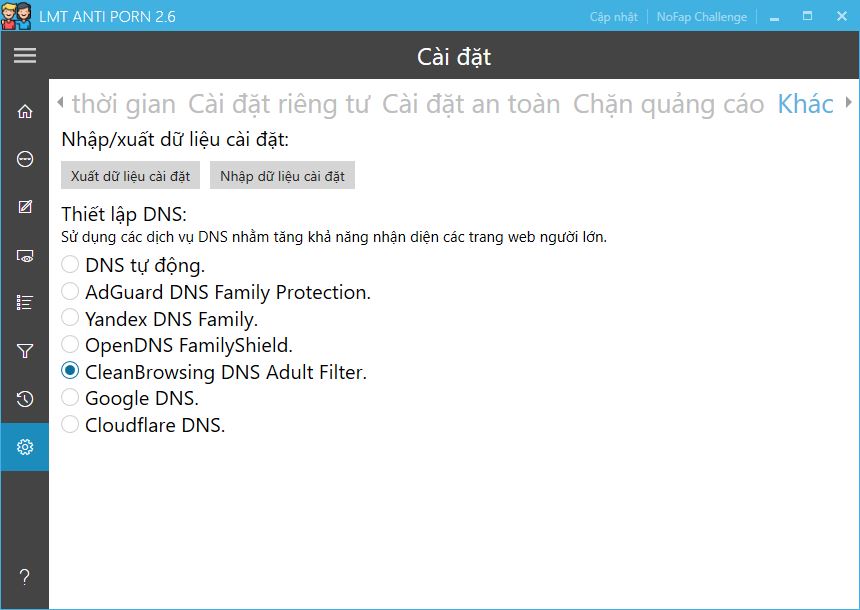 LMT ANTI PORN 2.6
Cập nhật
NoFap Challenge
Cài đặt
thời gian Cài đặt riêng tư Cài đặt an toàn Chặn quảng cáo Khác
Nhập/xuất dữ liệu cài đặt:
Xuất dữ liệu cài đặt
Nhập dữ liệu cài đặt
Thiết lập DNS:
Sử dụng các dịch vụ DNS nhằm tăng khả năng nhận diện các trang web người lớn.
DNS tự động.
AdGuard DNS Family Protection.
Yandex DNS Family.
OpenDNS FamilyShield.
CleanBrowsing DNS Adult Filter.
Google DNS.
Cloudflare DNS.
?